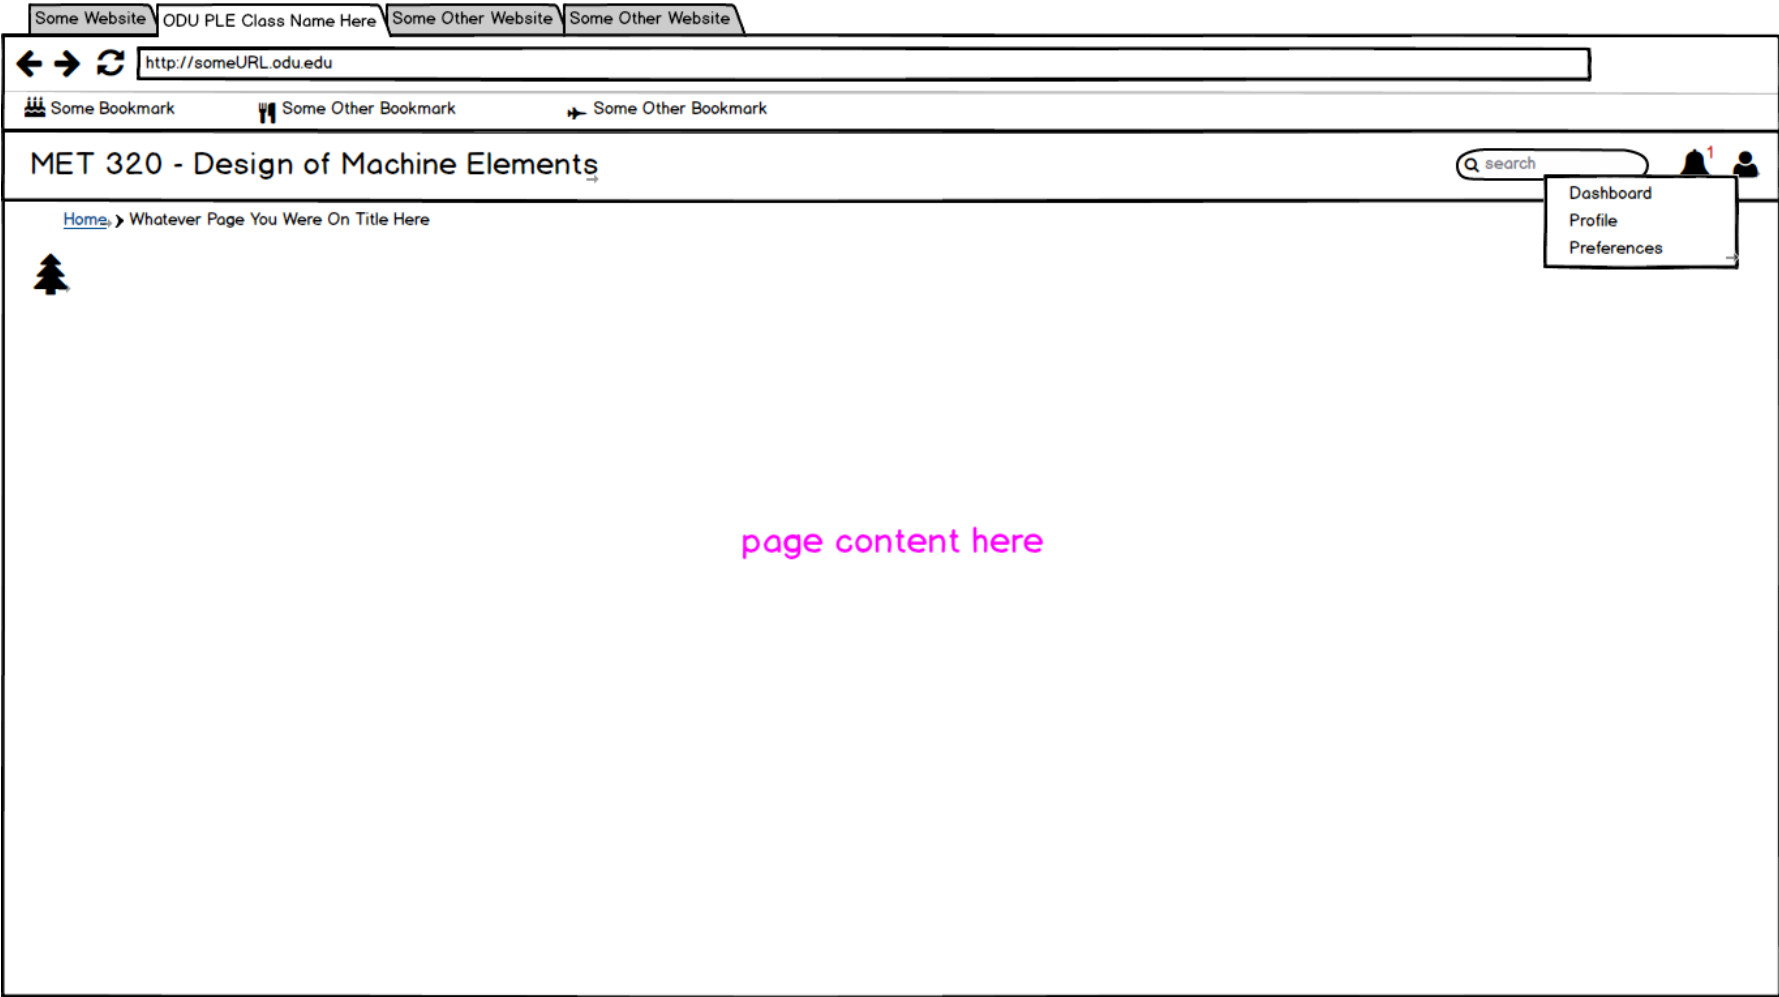 Some Website ODU PLE Class Name Here Some Other Website Some Other Website
http://someURL.odu.edu
Some Bookmark Some Other Bookmark Some Other Bookmark
MET 320 - Design of Machine Elements search 1
Dashboard
Home Whatever Page You Were On Title Here Profile
Preferences
page content here